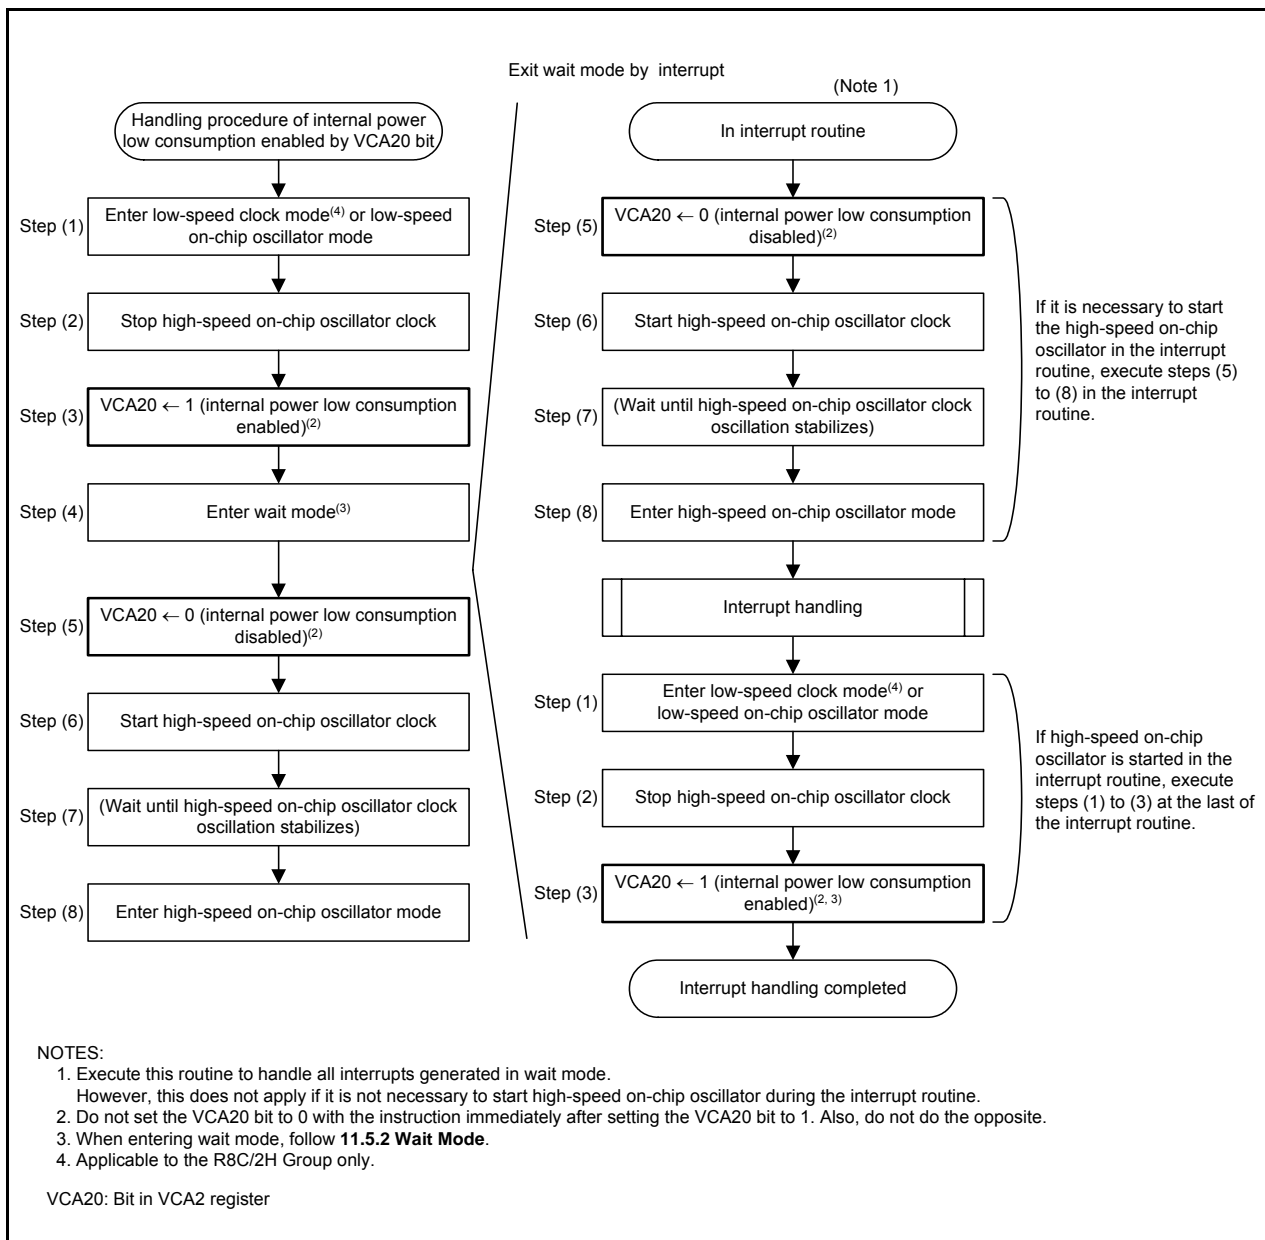 Exit wait mode by interrupt
(Note 1)
Handling procedure of internal power
low consumption enabled by VCA20 bit
Step (1)
Enter low-speed clock mode(4) or low-speed
on-chip oscillator mode
Step (2)
Stop high-speed on-chip oscillator clock
Step (3)
VCA20 ← 1 (internal power low consumption
enabled)(2)
Step (4)
Enter wait mode(3)
Step (5)
VCA20 ← 0 (internal power low consumption
disabled)(2)
Step (6)
Start high-speed on-chip oscillator clock
Step (7)
(Wait until high-speed on-chip oscillator clock
oscillation stabilizes)
Step (8)
Enter high-speed on-chip oscillator mode
In interrupt routine
Step (5)
VCA20 ← 0 (internal power low consumption
disabled)(2)
Step (6)
Start high-speed on-chip oscillator clock
Step (7)
(Wait until high-speed on-chip oscillator clock
oscillation stabilizes)
Step (8)
Enter high-speed on-chip oscillator mode
If it is necessary to start
the high-speed on-chip
oscillator in the interrupt
routine, execute steps (5)
to (8) in the interrupt
routine.
Interrupt handling
Step (1)
Enter low-speed clock mode(4) or
low-speed on-chip oscillator mode
Step (2)
Stop high-speed on-chip oscillator clock
Step (3)
VCA20 ← 1 (internal power low consumption
enabled)(2, 3)
If high-speed on-chip
oscillator is started in the
interrupt routine, execute
steps (1) to (3) at the last of
the interrupt routine.
Interrupt handling completed
NOTES:
1. Execute this routine to handle all interrupts generated in wait mode.
However, this does not apply if it is not necessary to start high-speed on-chip oscillator during the interrupt routine.
2. Do not set the VCA20 bit to 0 with the instruction immediately after setting the VCA20 bit to 1. Also, do not do the opposite.
3. When entering wait mode, follow 11.5.2 Wait Mode.
4. Applicable to the R8C/2H Group only.
VCA20: Bit in VCA2 register